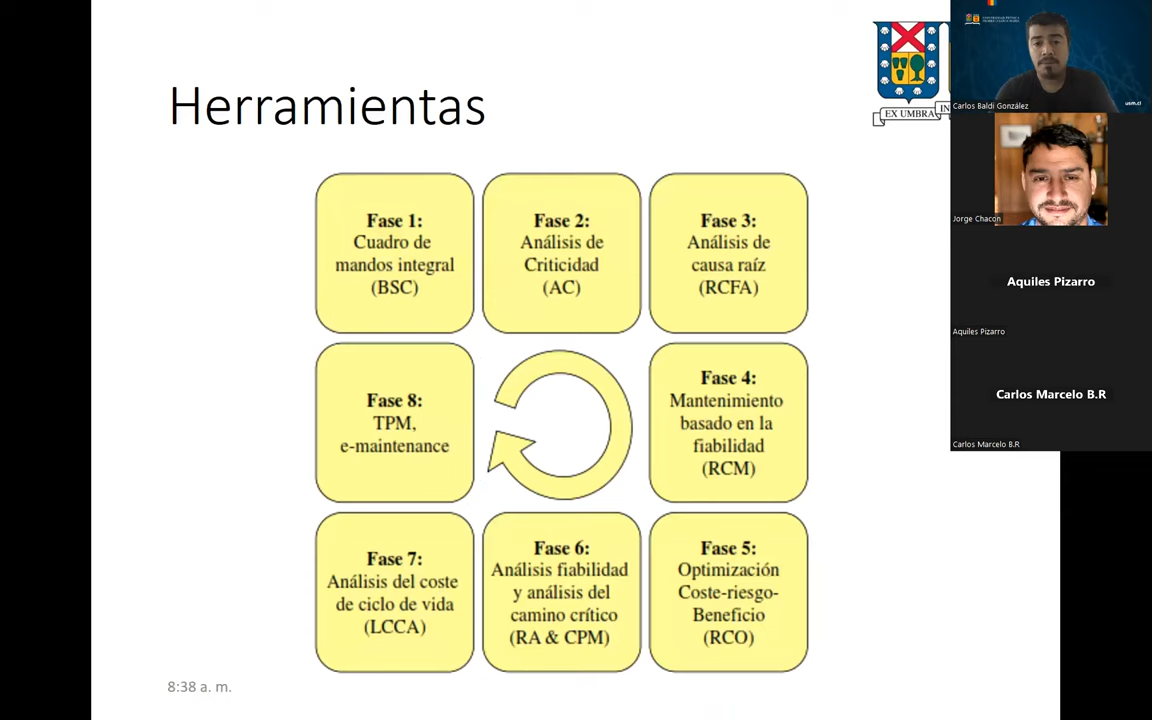 Herramientas
EX UMBRA
IN
Fase 1:
Cuadro de
mandos integral
(BSC)
Fase 2:
Análisis de
Criticidad
(AC)
Fase 3:
Análisis de
causa raíz
(RCFA)
Fase 8:
TPM,
e-maintenance
Fase 4:
Mantenimiento
basado en la
fiabilidad
(RCM)
Fase 7:
Análisis del coste
de ciclo de vida
(LCCA)
Fase 6:
Análisis fiabilidad
y análisis del
camino crítico
(RA & CPM)
Fase 5:
Optimización
Coste-riesgo-
Beneficio
(RCO)
8:38 a. m.
usm.cl
Carlos Baldi González
Jorge Chacon
Aquiles Pizarro
Aquiles Pizarro
Carlos Marcelo B.R
Carlos Marcelo B.R